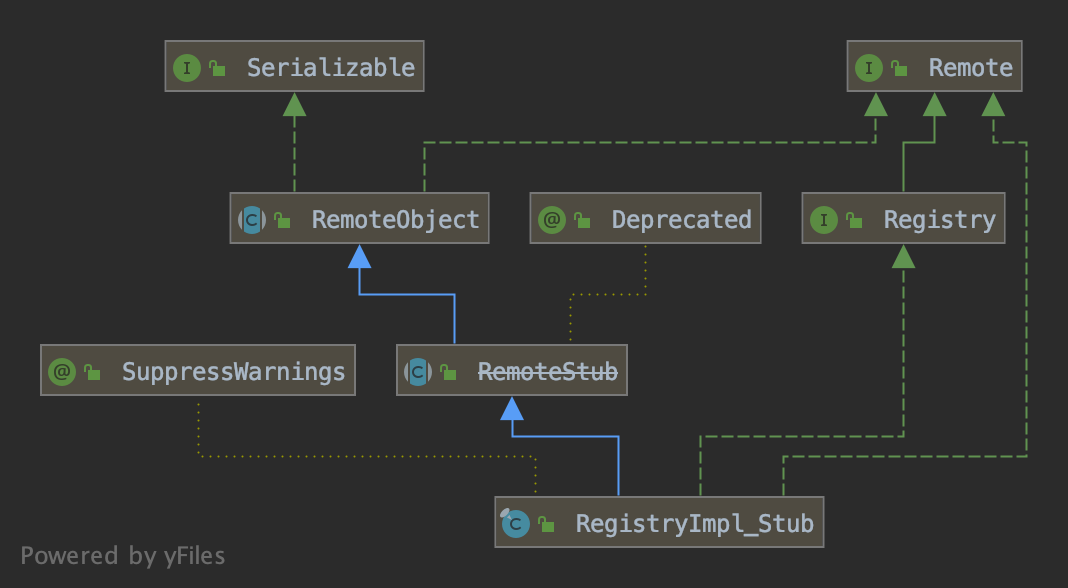 I Serializable
I Remote
C RemoteObject
@ Deprecated
I Registry
@ SuppressWarnings
C RemoteStub
C RegistryImpl_Stub
Powered by yFiles